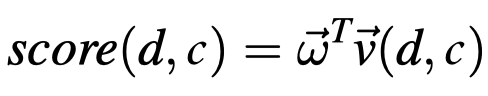 score(d, c) = ω⃗ᵀv⃗(d, c)